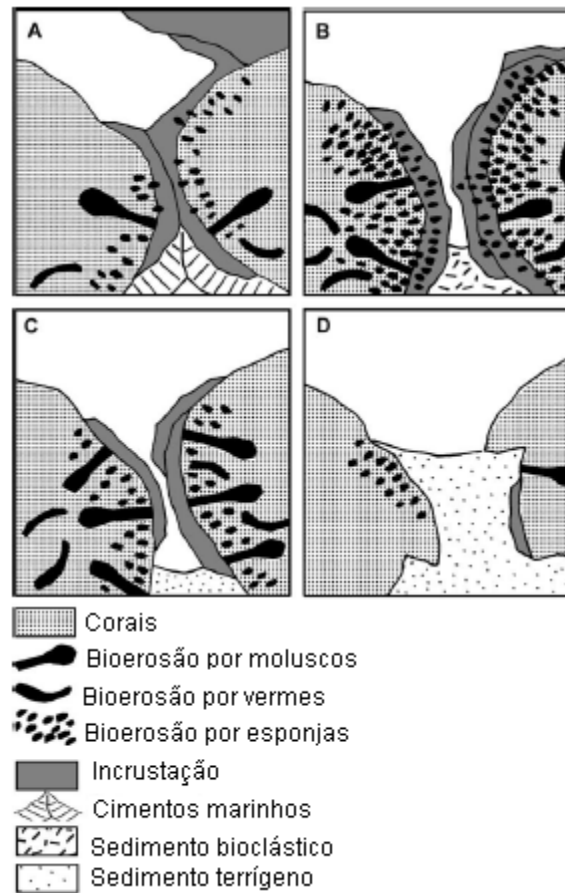 A
B
C
D
Corais
Bioerosão por moluscos
Bioerosão por vermes
Bioerosão por esponjas
Incrustação
Cimentos marinhos
Sedimento bioclástico
Sedimento terrígeno